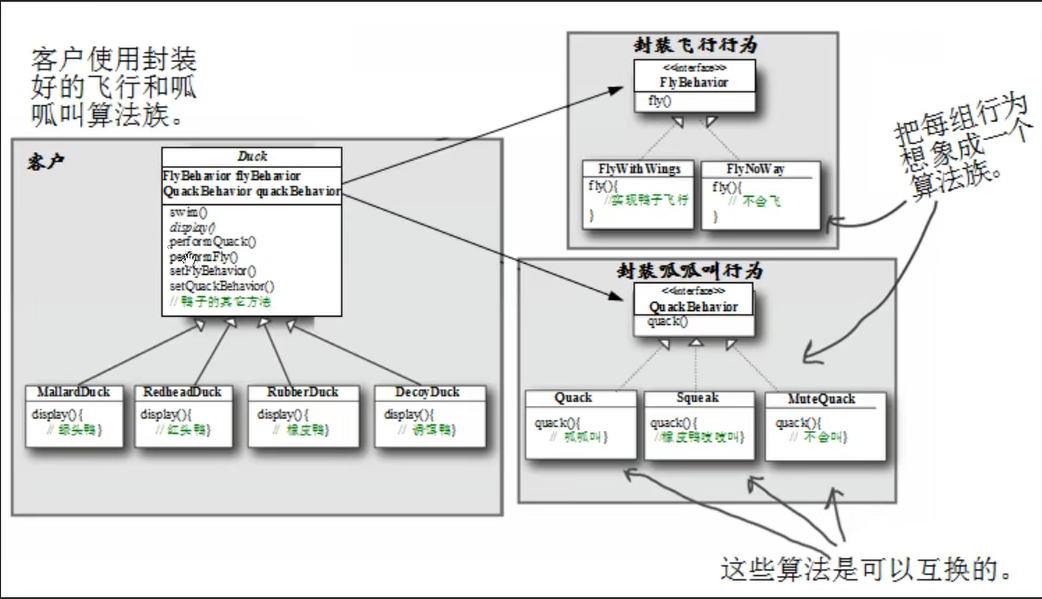 客户使用封装
好的飞行和呱
呱叫算法族。
客户
Duck
FlyBehavior flyBehavior
QuackBehavior quackBehavior
swim()
display()
performQuack()
performFly()
setFlyBehavior()
setQuackBehavior()
// 鸭子的其它方法
MallardDuck
display(){
// 绿头鸭}
RedheadDuck
display(){
// 红头鸭}
RubberDuck
display(){
// 橡皮鸭}
DecoyDuck
display(){
// 诱饵鸭}
封装飞行行为
<<interface>>
FlyBehavior
fly()
FlyWithWings
fly(){
//实现鸭子飞行
}
FlyNoWay
fly(){
// 不会飞
}
把每组行为
想象成一个
算法族。
封装呱呱叫行为
<<interface>>
QuackBehavior
quack()
Quack
quack(){
// 呱呱叫}
Squeak
quack(){
//橡皮鸭吱吱叫}
MuteQuack
quack(){
// 不会叫}
这些算法是可以互换的。